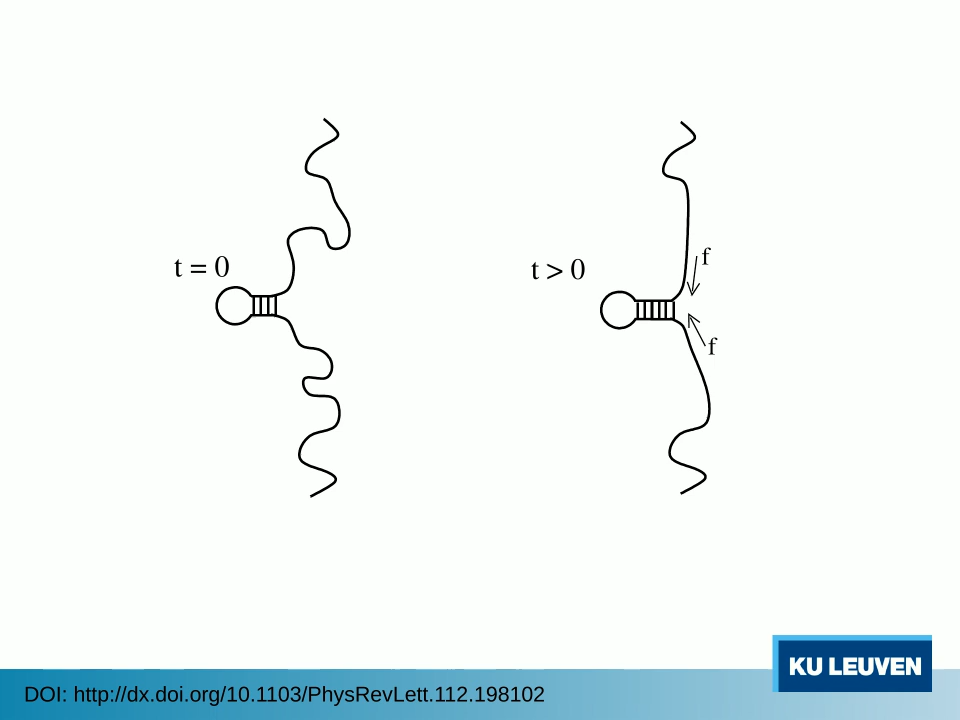 t = 0
t > 0
f
f
KU LEUVEN
DOI: http://dx.doi.org/10.1103/PhysRevLett.112.198102